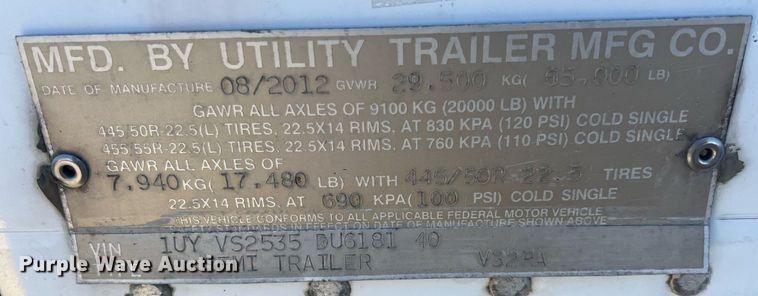 MFD. BY UTILITY TRAILER MFG CO.
DATE OF MANUFACTURE 08/2012 GVWR 29.500 KG( 65.000 LB)
GAWR ALL AXLES OF 9100 KG (20000 LB) WITH
445/50R-22.5(L) TIRES, 22.5X14 RIMS, AT 830 KPA (120 PSI) COLD SINGLE
455/55R-22.5(L) TIRES, 22.5X14 RIMS, AT 760 KPA (110 PSI) COLD SINGLE
GAWR ALL AXLES OF
7.940 KG( 17.480 LB) WITH 445/50R-22.5 TIRES
22.5X14 RIMS, AT 690 KPA(100 PSI) COLD SINGLE
THIS VEHICLE CONFORMS TO ALL APPLICABLE FEDERAL MOTOR VEHICLE
SAFETY STANDARDS IN EFFECT ON DATE OF MANUFACTURE SHOWN ABOVE
VIN 1UY VS2535 DU618I 40
TRAILER VS2RA
Purple Wave Auction